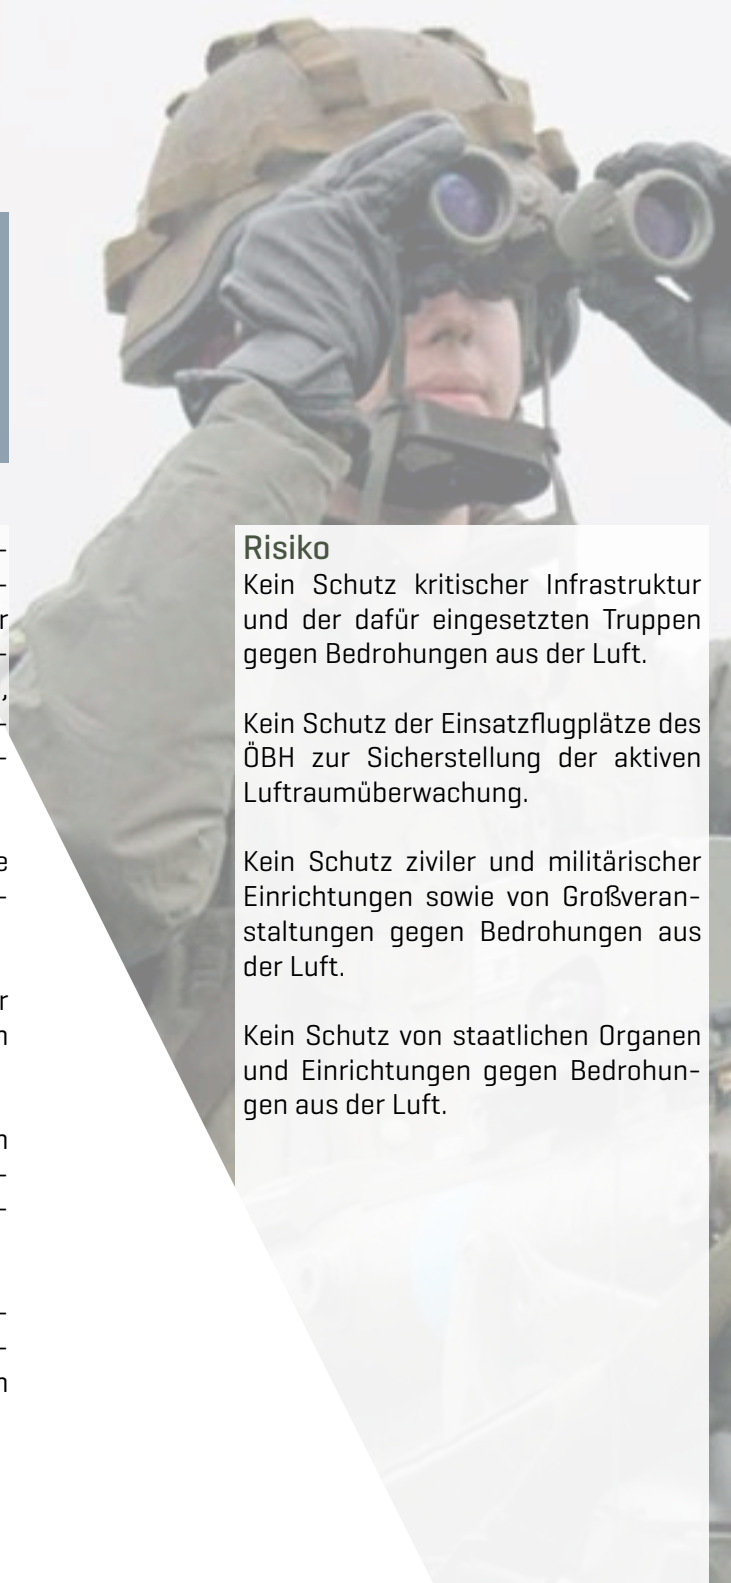 Risiko
Kein Schutz kritischer Infrastruktur
und der dafür eingesetzten Truppen
gegen Bedrohungen aus der Luft.
Kein Schutz der Einsatzflugplätze des
ÖBH zur Sicherstellung der aktiven
Luftraumüberwachung.
Kein Schutz ziviler und militärischer
Einrichtungen sowie von Großveran-
staltungen gegen Bedrohungen aus
der Luft.
Kein Schutz von staatlichen Organen
und Einrichtungen gegen Bedrohun-
gen aus der Luft.